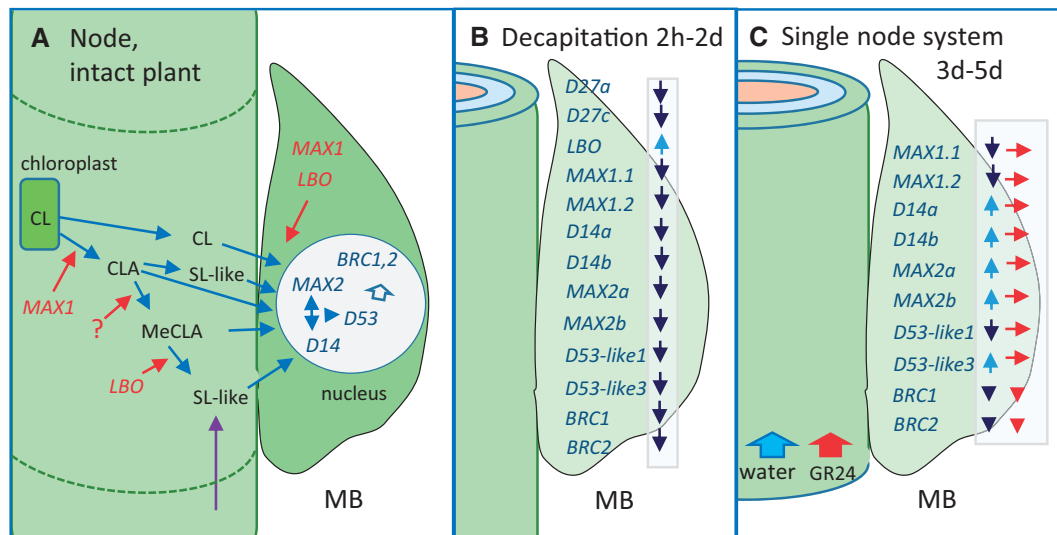 A Node,
intact plant
chloroplast
CL
CL
CLA
SL-like
MAX1
?
MeCLA
LBO
SL-like
MAX1
LBO
BRC1,2
MAX2
D53
D14
nucleus
MB
B Decapitation 2h-2d
D27a
D27c
LBO
MAX1.1
MAX1.2
D14a
D14b
MAX2a
MAX2b
D53-like1
D53-like3
BRC1
BRC2
MB
C Single node system
3d-5d
MAX1.1
MAX1.2
D14a
D14b
MAX2a
MAX2b
D53-like1
D53-like3
BRC1
BRC2
water GR24
MB